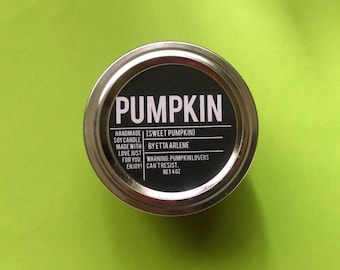 PUMPKIN
HANDMADE
SOY CANDLE
MADE WITH
LOVE JUST
FOR YOU.
ENJOY!
[SWEET PUMPKIN]
BY ETTA ARLENE
WARNING: PUMPKIN LOVERS
CAN'T RESIST.
NET 4 OZ